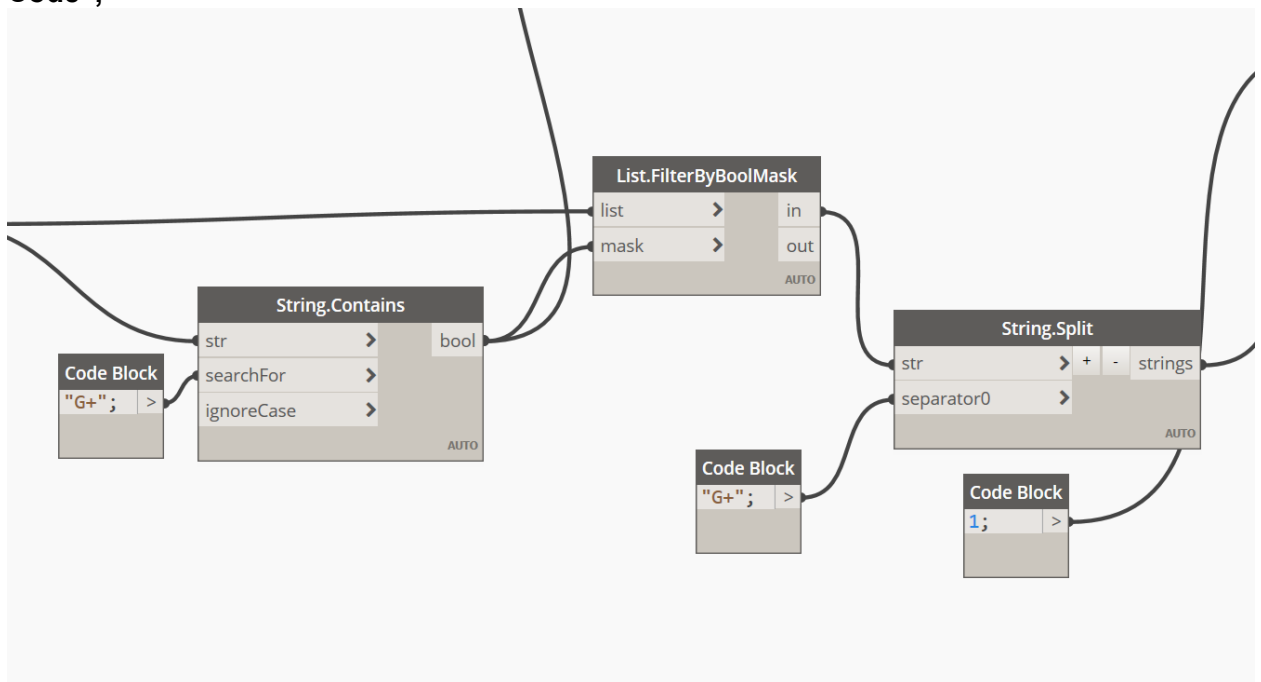 List.FilterByBoolMask
list > in
mask > out
AUTO
String.Contains
str > bool
searchFor >
ignoreCase >
AUTO
Code Block
"G+"; >
String.Split
str > + - strings
separator0 >
AUTO
Code Block
"G+"; >
Code Block
1; >